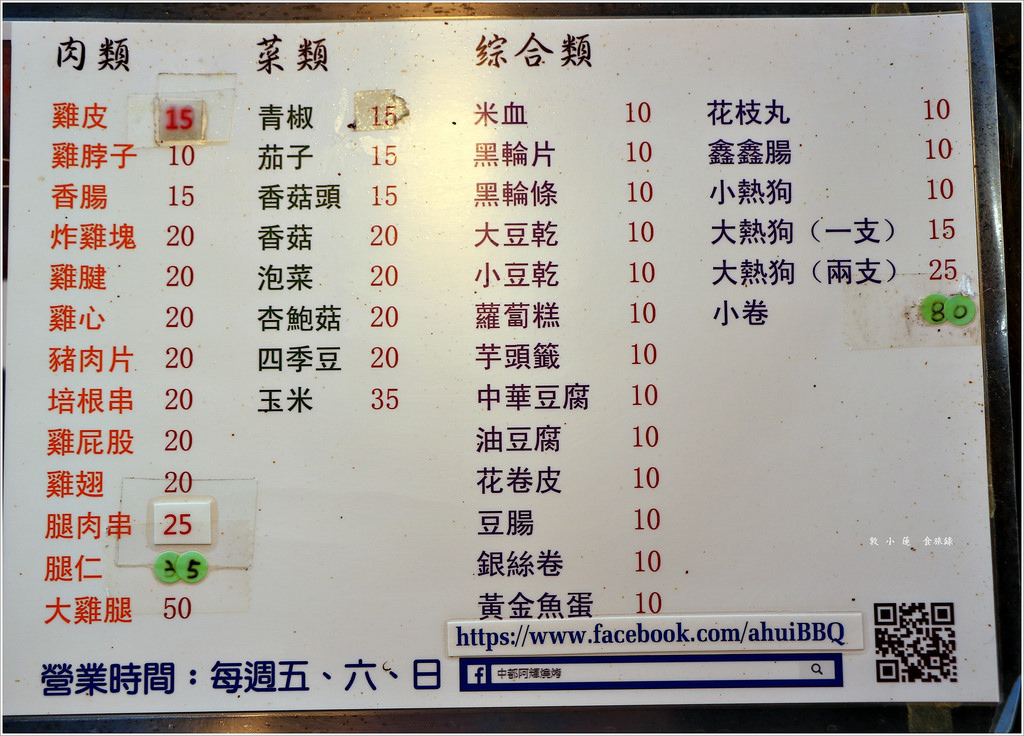 肉類
雞皮 15
雞脖子 10
香腸 15
炸雞塊 20
雞腱 20
雞心 20
豬肉片 20
培根串 20
雞屁股 20
雞翅 20
腿肉串 25
腿仁 35
大雞腿 50
菜類
青椒 15
茄子 15
香菇頭 15
香菇 20
泡菜 20
杏鮑菇 20
四季豆 20
玉米 35
綜合類
米血 10
黑輪片 10
黑輪條 10
大豆乾 10
小豆乾 10
蘿蔔糕 10
芋頭籤 10
中華豆腐 10
油豆腐 10
花卷皮 10
豆腸 10
銀絲卷 10
黃金魚蛋 10
花枝丸 10
鑫鑫腸 10
小熱狗 10
大熱狗（一支） 15
大熱狗（兩支） 25
小卷 80
敦小蓮 食旅錄
https://www.facebook.com/ahuiBBQ
f 中都阿輝燒烤
營業時間：每週五、六、日